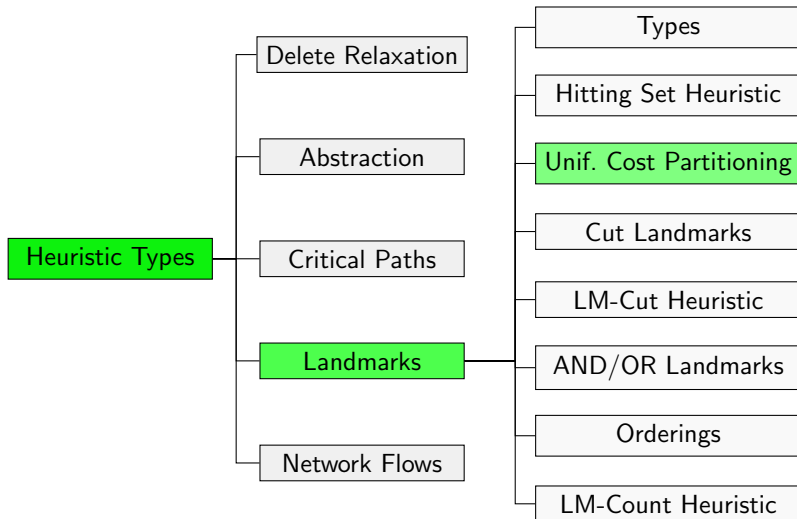 Heuristic Types
Delete Relaxation
Abstraction
Critical Paths
Landmarks
Network Flows
Types
Hitting Set Heuristic
Unif. Cost Partitioning
Cut Landmarks
LM-Cut Heuristic
AND/OR Landmarks
Orderings
LM-Count Heuristic